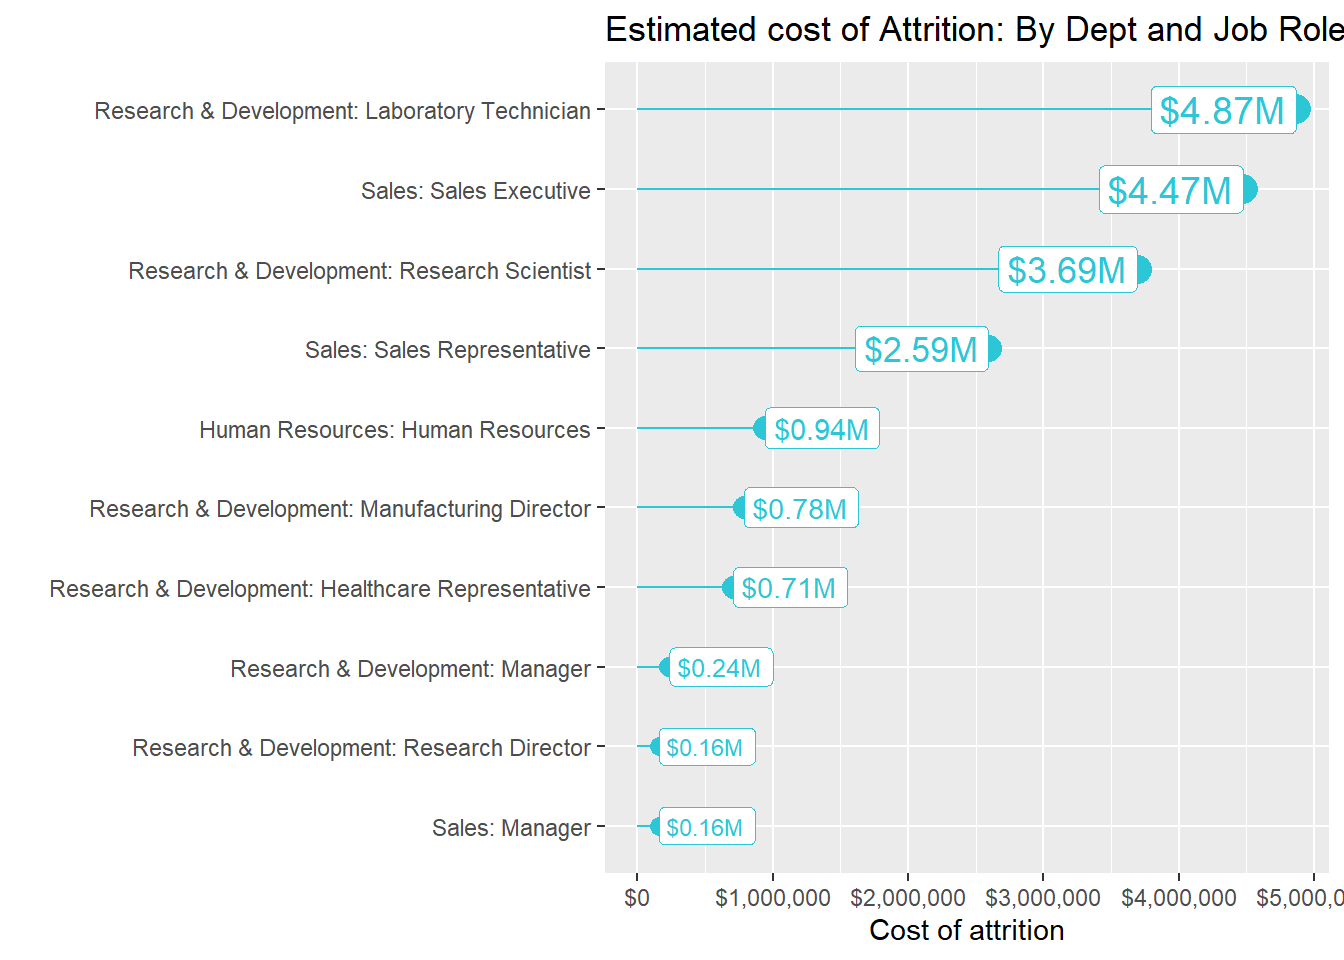 Estimated cost of Attrition: By Dept and Job Role
Research & Development: Laboratory Technician
$4.87M
Sales: Sales Executive
$4.47M
Research & Development: Research Scientist
$3.69M
Sales: Sales Representative
$2.59M
Human Resources: Human Resources
$0.94M
Research & Development: Manufacturing Director
$0.78M
Research & Development: Healthcare Representative
$0.71M
Research & Development: Manager
$0.24M
Research & Development: Research Director
$0.16M
Sales: Manager
$0.16M
$0 $1,000,000 $2,000,000 $3,000,000 $4,000,000 $5,000,0
Cost of attrition